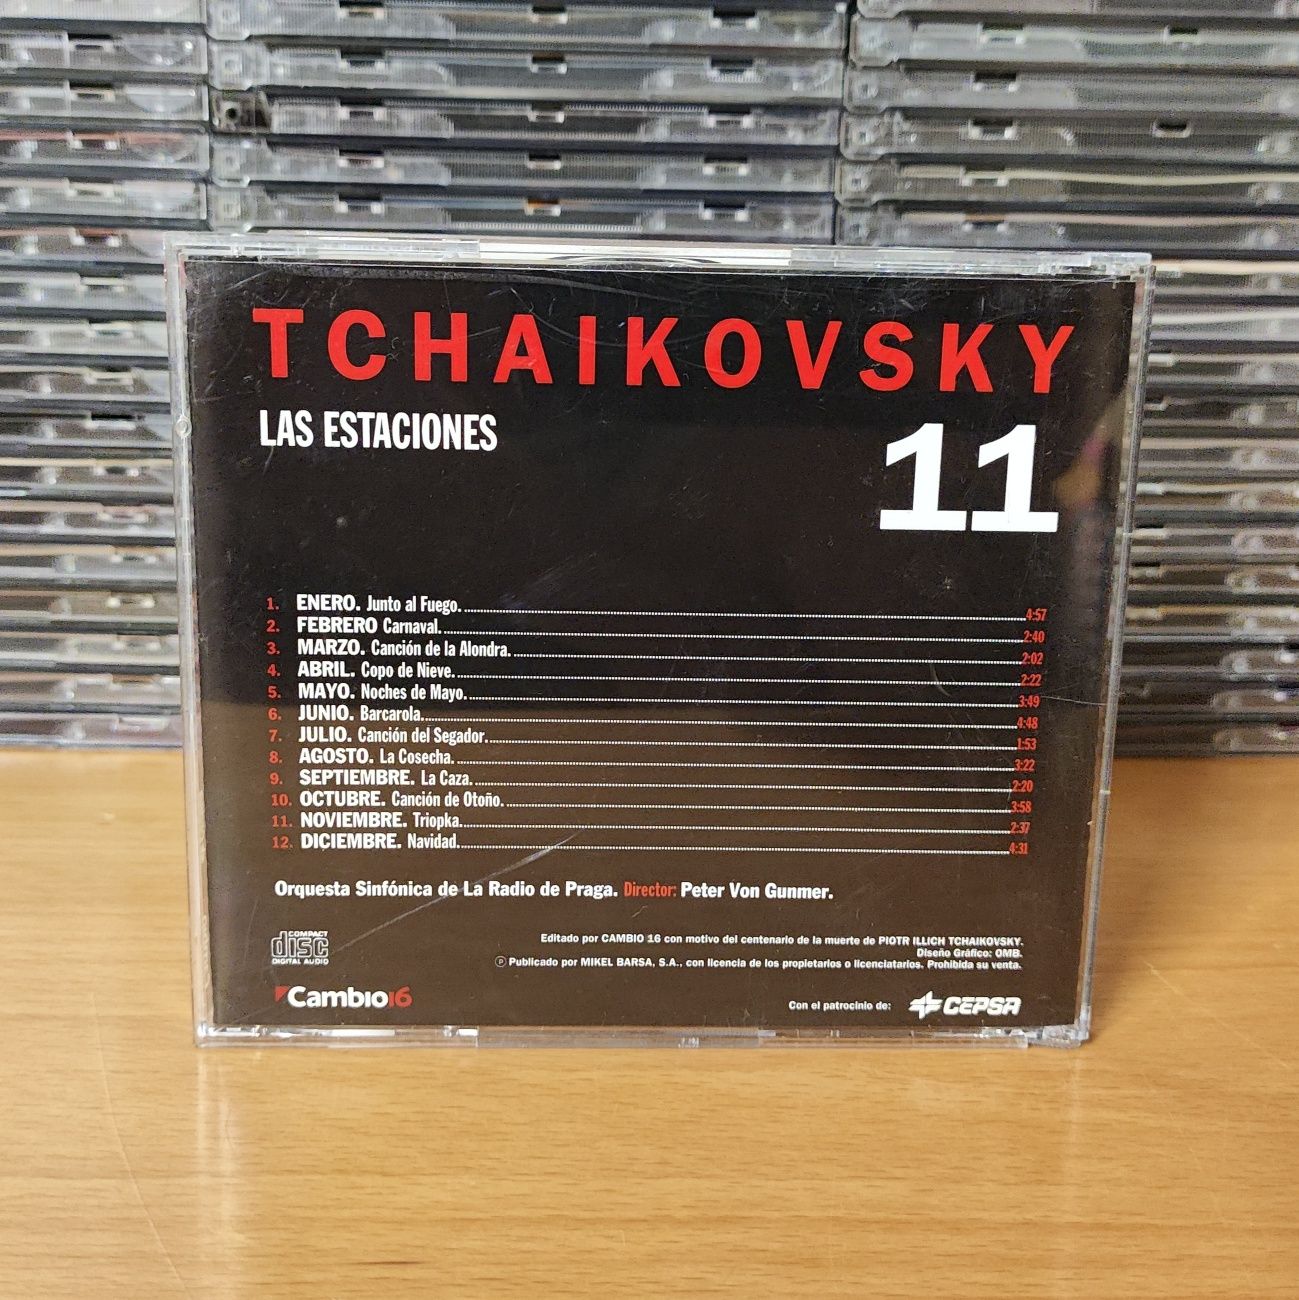 TCHAIKOVSKY
LAS ESTACIONES
11
1. ENERO. Junto al Fuego. 4:57
2. FEBRERO Carnaval. 2:40
3. MARZO. Canción de la Alondra. 2:02
4. ABRIL. Copo de Nieve. 2:22
5. MAYO. Noches de Mayo. 3:49
6. JUNIO. Barcarola. 4:48
7. JULIO. Canción del Segador. 1:53
8. AGOSTO. La Cosecha. 3:22
9. SEPTIEMBRE. La Caza. 2:20
10. OCTUBRE. Canción de Otoño. 3:58
11. NOVIEMBRE. Triopka. 2:37
12. DICIEMBRE. Navidad. 4:31
Orquesta Sinfónica de La Radio de Praga. Director: Peter Von Gunmer.
COMPACT
disc
DIGITAL AUDIO
Editado por CAMBIO 16 con motivo del centenario de la muerte de PIOTR ILLICH TCHAIKOVSKY.
Diseño Gráfico: OMB.
Ⓟ Publicado por MIKEL BARSA, S.A., con licencia de los propietarios o licenciatarios. Prohibida su venta.
Cambio16
Con el patrocinio de: CEPSA